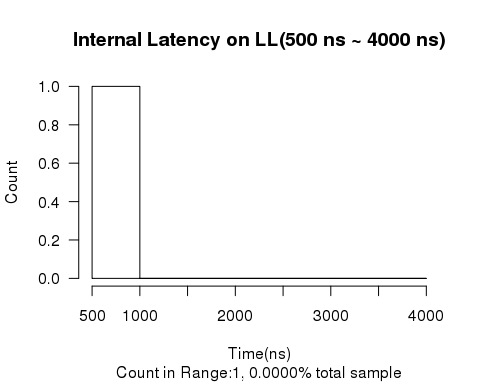 Internal Latency on LL(500 ns ~ 4000 ns)
1.0
0.8
0.6
0.4
0.2
0.0
Count
500 1000 2000 3000 4000
Time(ns)
Count in Range:1, 0.0000% total sample